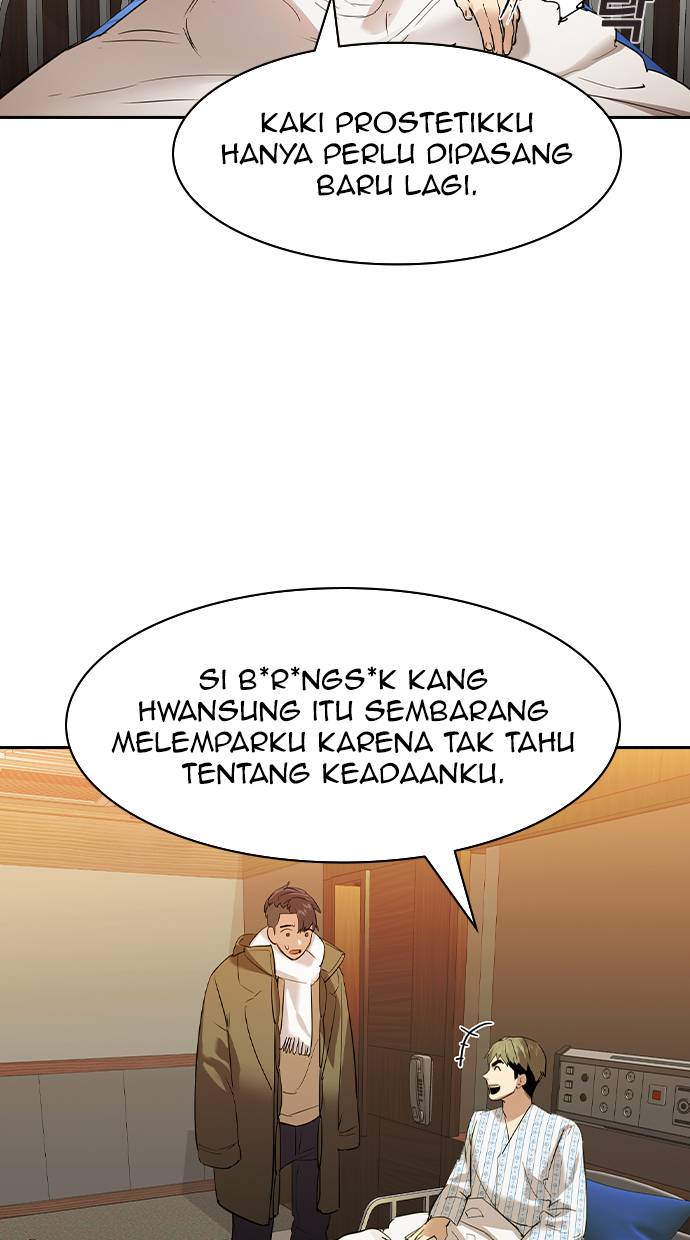 KAKI PROSTETIKKU
HANYA PERLU DIPASANG
BARU LAGI.
SI B*R*NGS*K KANG
HWANSUNG ITU SEMBARANG
MELEMPARKU KARENA TAK TAHU
TENTANG KEADAANKU.